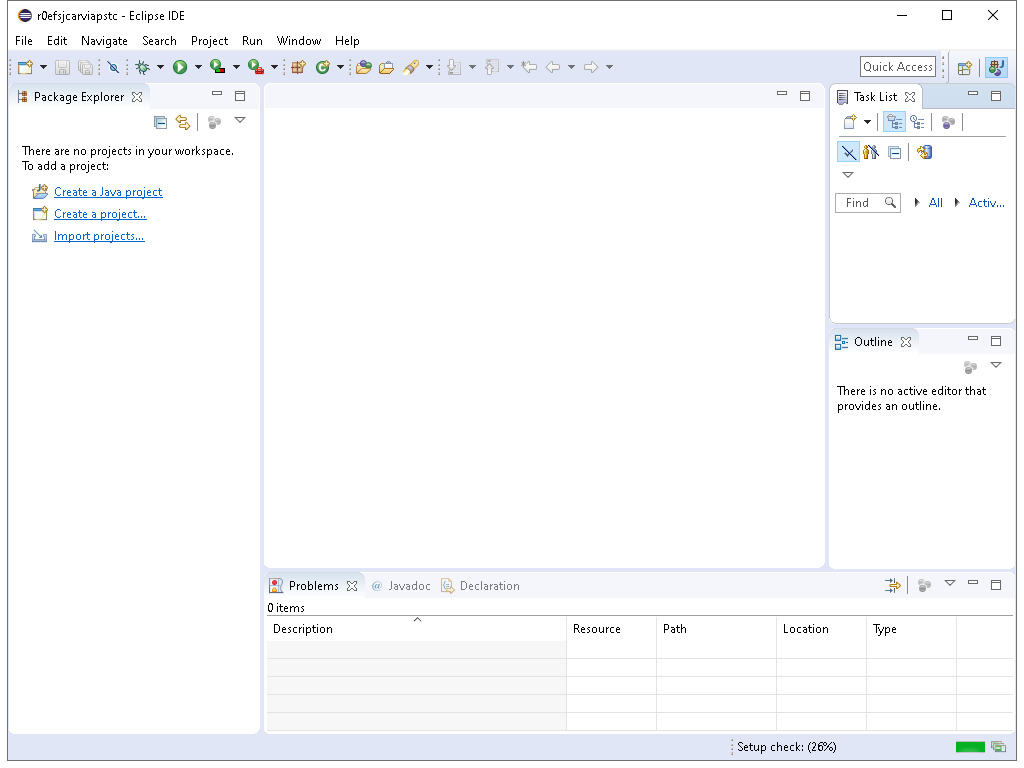 r0efsjcarviapstc - Eclipse IDE
File Edit Navigate Search Project Run Window Help
Quick Access
Package Explorer
Task List
There are no projects in your workspace.
To add a project:
Create a Java project
Create a project...
Import projects...
Find All Activ...
Outline
There is no active editor that
provides an outline.
Problems @ Javadoc Declaration
0 items
Description Resource Path Location Type
Setup check: (26%)